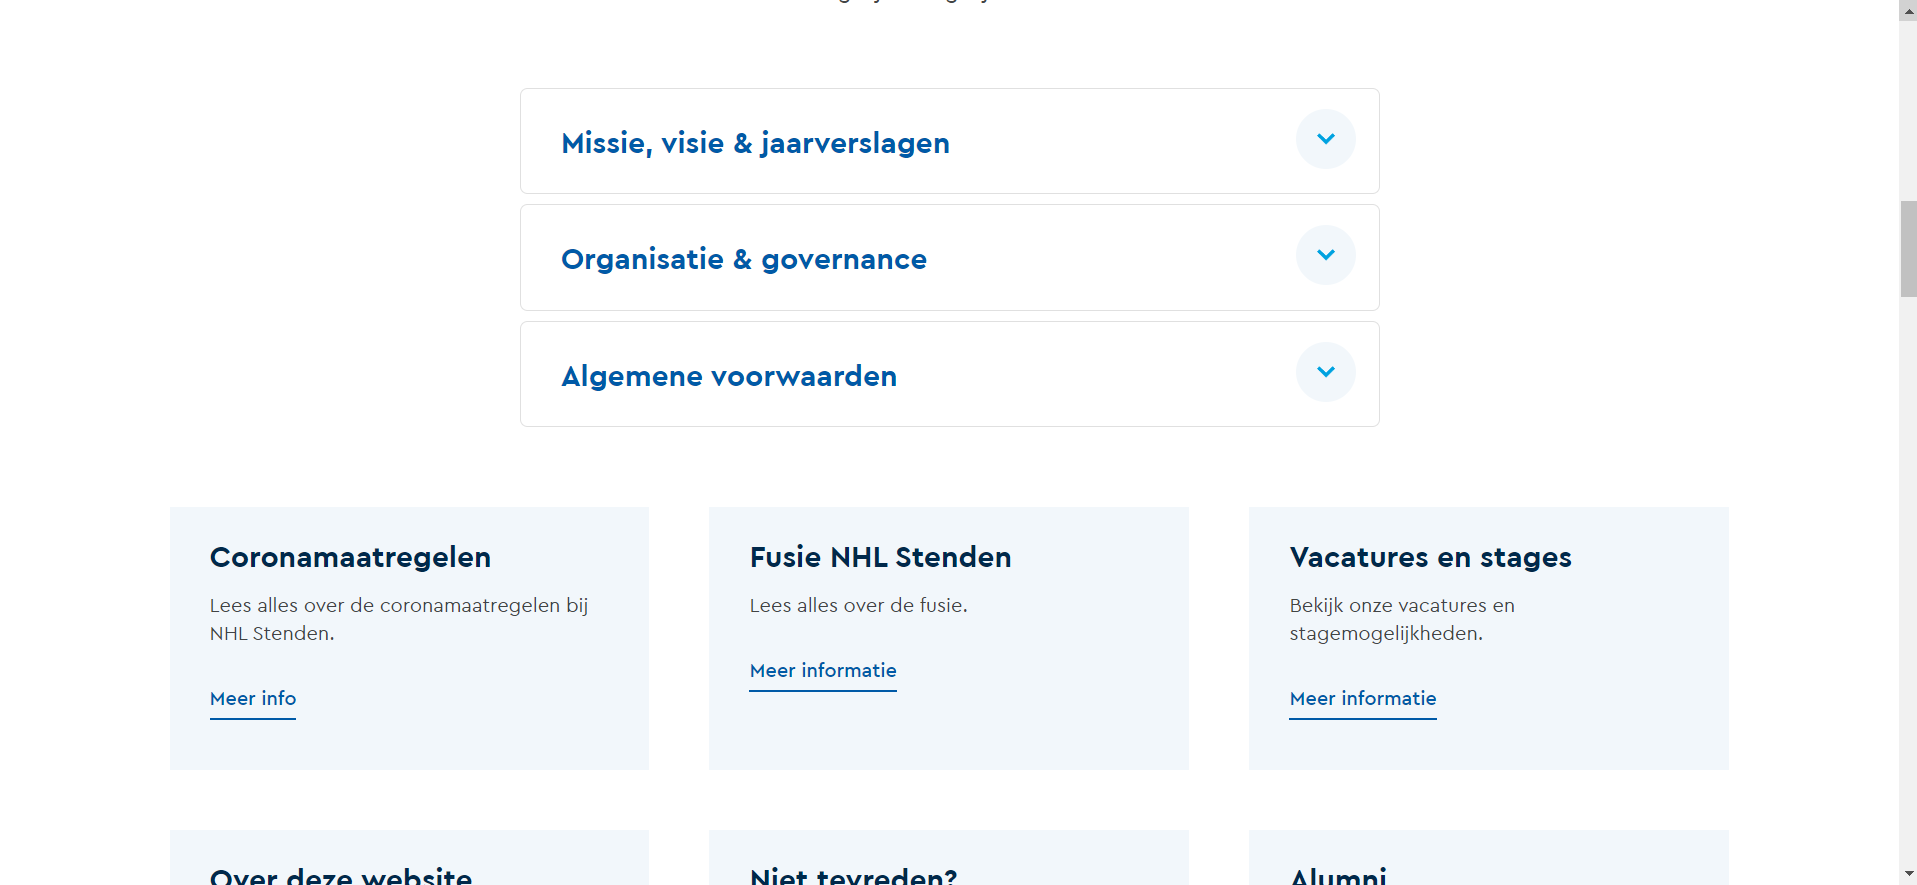 Missie, visie & jaarverslagen
Organisatie & governance
Algemene voorwaarden
Coronamaatregelen
Lees alles over de coronamaatregelen bij
NHL Stenden.
Meer info
Fusie NHL Stenden
Lees alles over de fusie.
Meer informatie
Vacatures en stages
Bekijk onze vacatures en
stagemogelijkheden.
Meer informatie
Over deze website
Niet tevreden?
Alumni